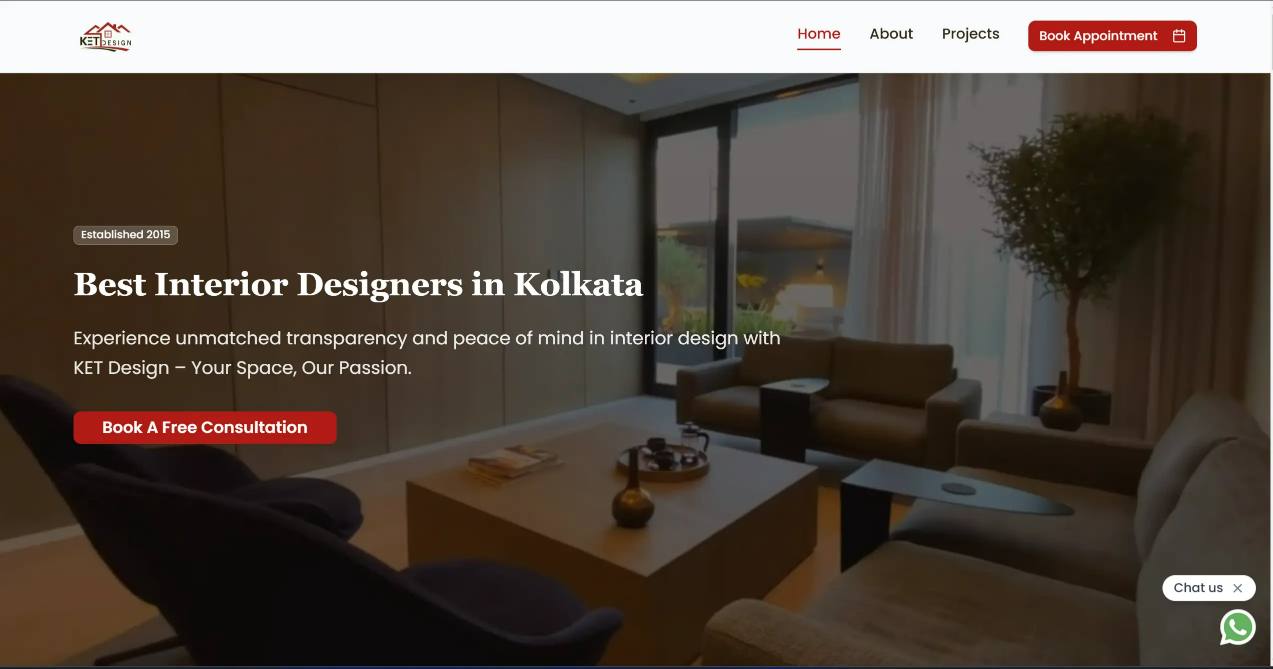 KET DESIGN
Home
About
Projects
Book Appointment
Established 2015
Best Interior Designers in Kolkata
Experience unmatched transparency and peace of mind in interior design with
KET Design – Your Space, Our Passion.
Book A Free Consultation
Chat us